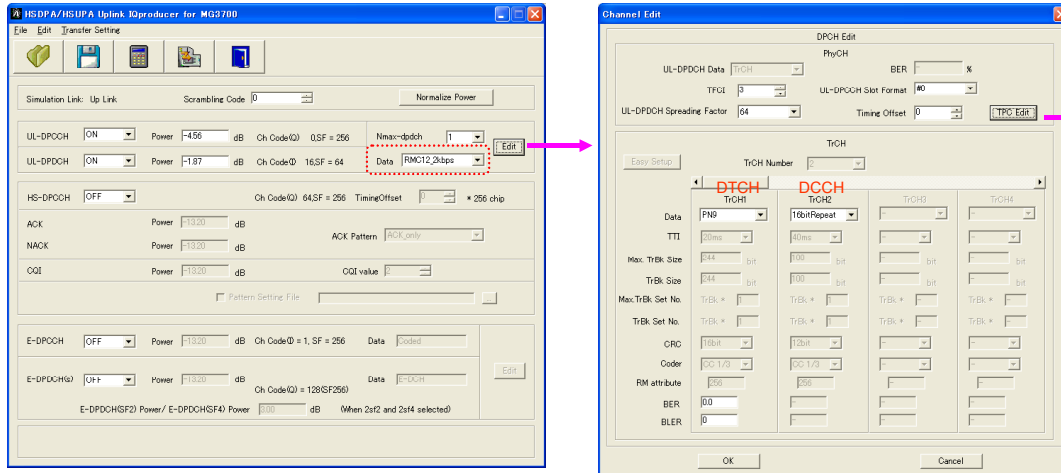 HSDPA/HSUPA Uplink IQproducer for MG3700
File Edit Transfer Setting
Simulation Link: Up Link Scrambling Code 0 Normalize Power
UL-DPCCH ON Power -4.56 dB Ch Code(Q) 0,SF = 256 Nmax-dpdch 1
Edit
UL-DPDCH ON Power -1.87 dB Ch Code(I) 16,SF = 64 Data RMC12_2kbps
HS-DPCCH OFF Ch Code(Q) 64,SF = 256 TimingOffset 0 * 256 chip
ACK Power -13.20 dB
ACK Pattern ACK_only
NACK Power -13.20 dB
CQI Power -13.20 dB CQI value 2
Pattern Setting File ...
E-DPCCH OFF Power -13.20 dB Ch Code(I) = 1, SF = 256 Data Coded
Edit
E-DPDCH(s) OFF Power -13.20 dB Data E-DCH
Ch Code(Q) = 128(SF256)
E-DPDCH(SF2) Power/ E-DPDCH(SF4) Power 0.00 dB (When 2sf2 and 2sf4 selected)
Channel Edit
DPCH Edit
PhyCH
UL-DPDCH Data TrCH BER - %
TFCI 3 UL-DPCCH Slot Format #0
UL-DPDCH Spreading Factor 64 Timing Offset 0 TPC Edit
TrCH
Easy Setup TrCH Number 2
DTCH DCCH
TrCH1 TrCH2 TrCH3 TrCH4
Data PN9 16bitRepeat - -
TTI 20ms 40ms - -
Max. TrBk Size 244 bit 100 bit - bit - bit
TrBk Size 244 bit 100 bit - bit - bit
Max.TrBk Set No. TrBk * 1 TrBk * 1 TrBk * - TrBk * -
TrBk Set No. TrBk * 1 TrBk * 1 TrBk * - TrBk * -
CRC 16bit 12bit - -
Coder CC 1/3 CC 1/3 - -
RM attribute 256 256 - -
BER 0.0 - - -
BLER 0 - - -
OK Cancel